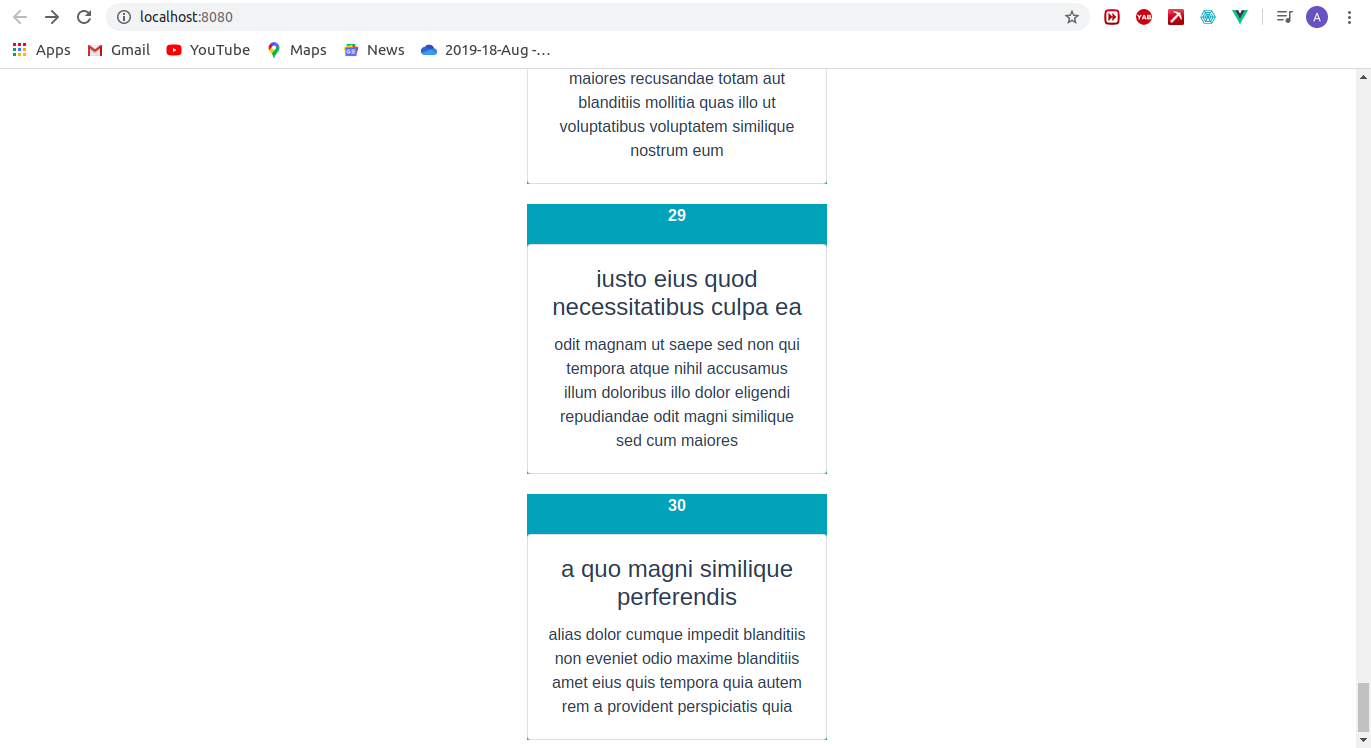 localhost:8080
YAB
A
Apps
Gmail
YouTube
Maps
News
2019-18-Aug -...
maiores recusandae totam aut
blanditiis mollitia quas illo ut
voluptatibus voluptatem similique
nostrum eum
29
iusto eius quod
necessitatibus culpa ea
odit magnam ut saepe sed non qui
tempora atque nihil accusamus
illum doloribus illo dolor eligendi
repudiandae odit magni similique
sed cum maiores
30
a quo magni similique
perferendis
alias dolor cumque impedit blanditiis
non eveniet odio maxime blanditiis
amet eius quis tempora quia autem
rem a provident perspiciatis quia